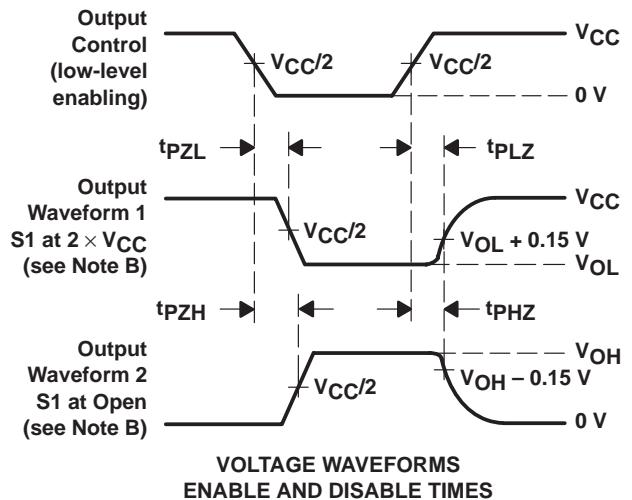 Output
Control
(low-level
enabling)
VCC
VCC/2
VCC/2
0 V
tPZL
tPLZ
Output
Waveform 1
S1 at 2 × VCC
(see Note B)
VCC
VCC/2
VOL + 0.15 V
VOL
tPZH
tPHZ
Output
Waveform 2
S1 at Open
(see Note B)
VOH
VCC/2
VOH – 0.15 V
0 V
VOLTAGE WAVEFORMS
ENABLE AND DISABLE TIMES